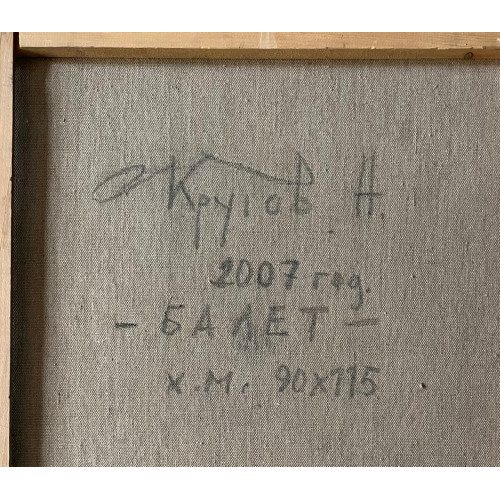 Кругов Н.
2007 год.
- БАЛЕТ -
х.м. 90х115